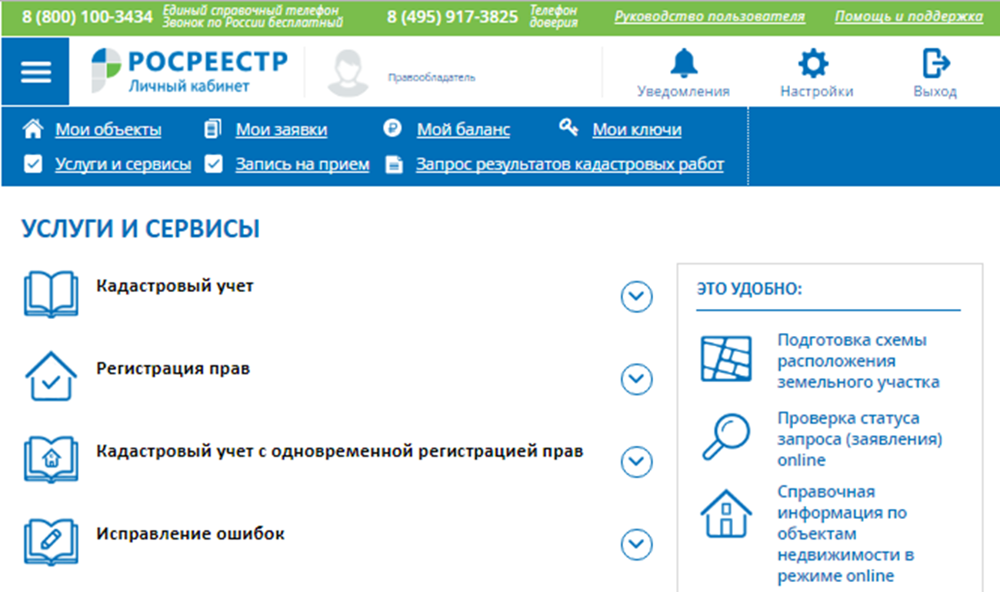 8 (800) 100-3434 Единый справочный телефон
Звонок по России бесплатный
8 (495) 917-3825 Телефон
доверия
Руководство пользователя
Помощь и поддержка
РОСРЕЕСТР
Личный кабинет
Правообладатель
Уведомления
Настройки
Выход
Мои объекты
Мои заявки
Мой баланс
Мои ключи
Услуги и сервисы
Запись на прием
Запрос результатов кадастровых работ
УСЛУГИ И СЕРВИСЫ
Кадастровый учет
Регистрация прав
Кадастровый учет с одновременной регистрацией прав
Исправление ошибок
ЭТО УДОБНО:
Подготовка схемы
расположения
земельного участка
Проверка статуса
запроса (заявления)
online
Справочная
информация по
объектам
недвижимости в
режиме online